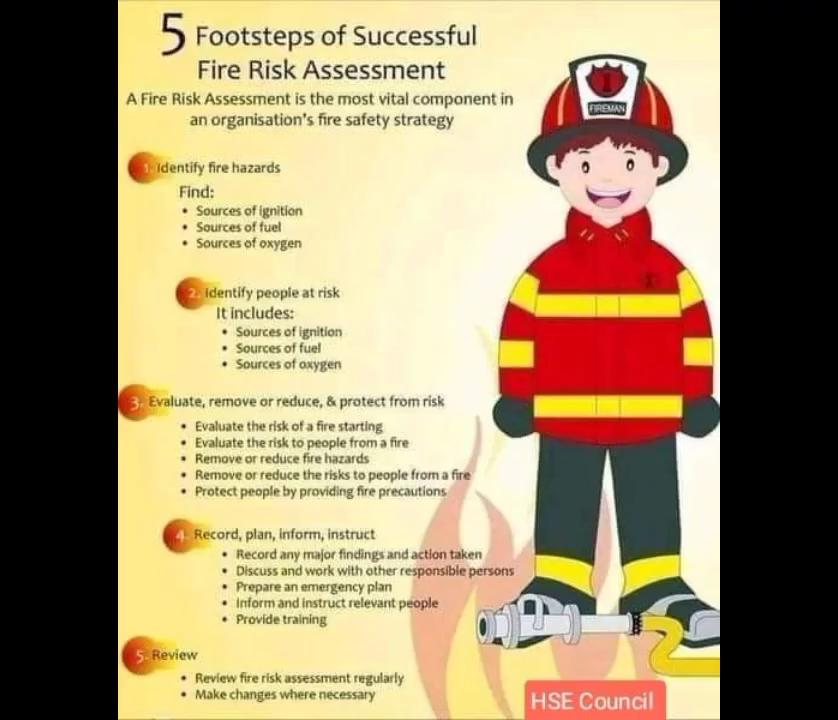 5 Footsteps of Successful
Fire Risk Assessment
A Fire Risk Assessment is the most vital component in
an organisation's fire safety strategy
1. Identify fire hazards
Find:
• Sources of ignition
• Sources of fuel
• Sources of oxygen
2. Identify people at risk
It includes:
• Sources of ignition
• Sources of fuel
• Sources of oxygen
3. Evaluate, remove or reduce, & protect from risk
• Evaluate the risk of a fire starting
• Evaluate the risk to people from a fire
• Remove or reduce fire hazards
• Remove or reduce the risks to people from a fire
• Protect people by providing fire precautions
4. Record, plan, inform, instruct
• Record any major findings and action taken
• Discuss and work with other responsible persons
• Prepare an emergency plan
• Inform and instruct relevant people
• Provide training
5. Review
• Review fire risk assessment regularly
• Make changes where necessary
1
FIREMAN
HSE Council